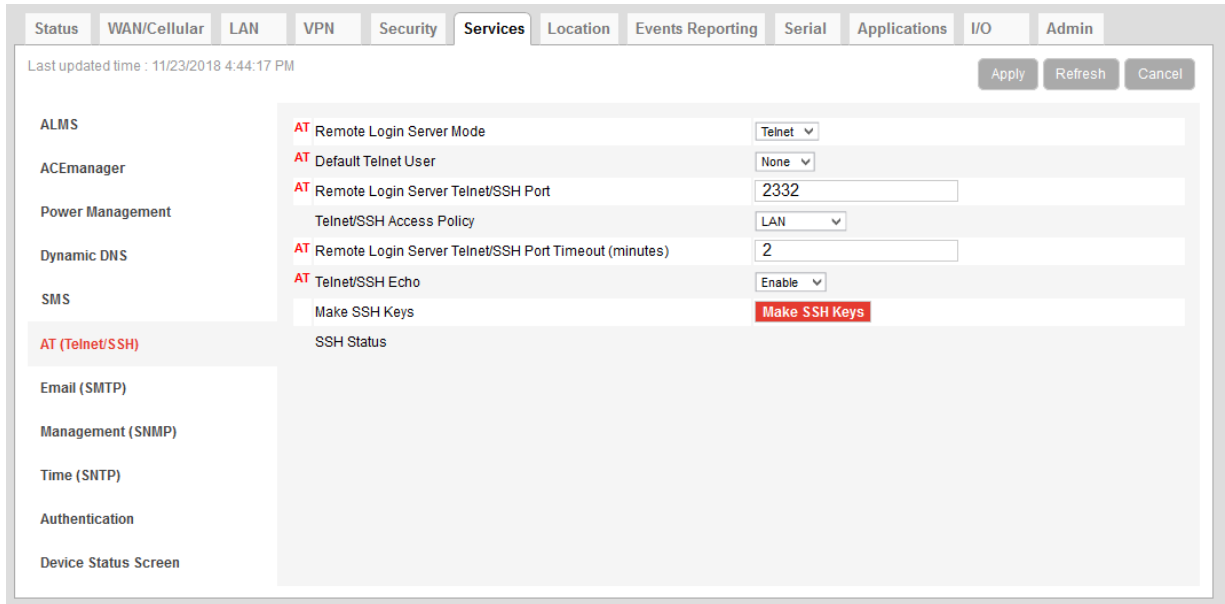 Status WAN/Cellular LAN VPN Security Services Location Events Reporting Serial Applications I/O Admin
Last updated time : 11/23/2018 4:44:17 PM
Apply Refresh Cancel
ALMS
ACEmanager
Power Management
Dynamic DNS
SMS
AT (Telnet/SSH)
Email (SMTP)
Management (SNMP)
Time (SNTP)
Authentication
Device Status Screen
AT Remote Login Server Mode Telnet
AT Default Telnet User None
AT Remote Login Server Telnet/SSH Port 2332
Telnet/SSH Access Policy LAN
AT Remote Login Server Telnet/SSH Port Timeout (minutes) 2
AT Telnet/SSH Echo Enable
Make SSH Keys Make SSH Keys
SSH Status